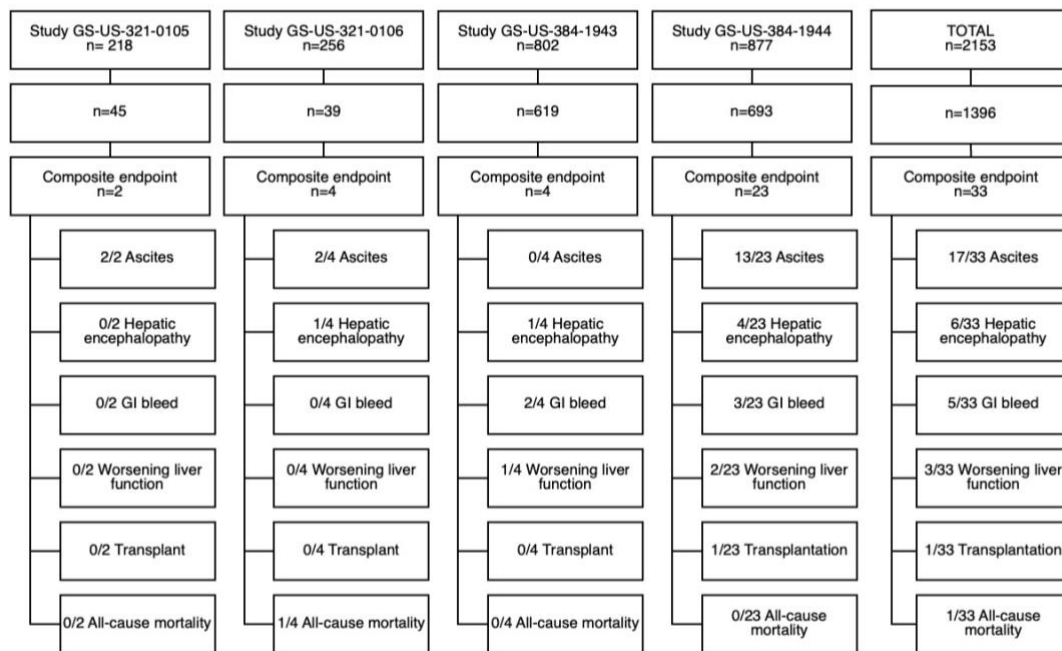 Study GS-US-321-0105
n= 218
n=45
Composite endpoint
n=2
2/2 Ascites
0/2 Hepatic
encephalopathy
0/2 GI bleed
0/2 Worsening liver
function
0/2 Transplant
0/2 All-cause mortality
Study GS-US-321-0106
n=256
n=39
Composite endpoint
n=4
2/4 Ascites
1/4 Hepatic
encephalopathy
0/4 GI bleed
0/4 Worsening liver
function
0/4 Transplant
1/4 All-cause mortality
Study GS-US-384-1943
n=802
n=619
Composite endpoint
n=4
0/4 Ascites
1/4 Hepatic
encephalopathy
2/4 GI bleed
1/4 Worsening liver
function
0/4 Transplant
0/4 All-cause mortality
Study GS-US-384-1944
n=877
n=693
Composite endpoint
n=23
13/23 Ascites
4/23 Hepatic
encephalopathy
3/23 GI bleed
2/23 Worsening liver
function
1/23 Transplantation
0/23 All-cause
mortality
TOTAL
n=2153
n=1396
Composite endpoint
n=33
17/33 Ascites
6/33 Hepatic
encephalopathy
5/33 GI bleed
3/33 Worsening liver
function
1/33 Transplantation
1/33 All-cause
mortality